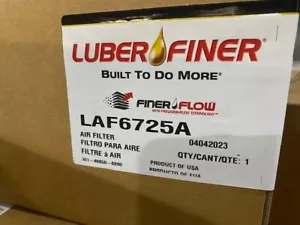 LUBER FINER®
BUILT TO DO MORE®
FINER FLOW
LAF6725A
AIR FILTER
04042023
FILTRO PARA AIRE
QTY/CANT/QTE: 1
FILTRE à AIR
PRODUCT OF USA